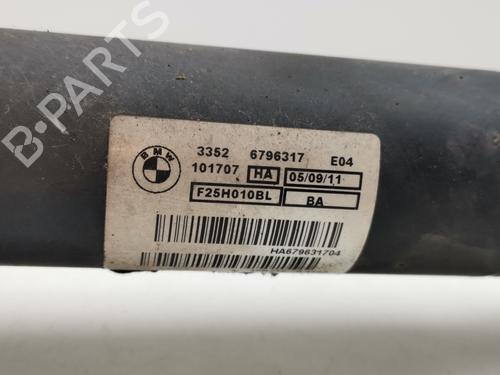 B-PARTS
BMW
3352 6796317 E04
101707 HA 05/09/11
F25H010BL BA
HA679631704